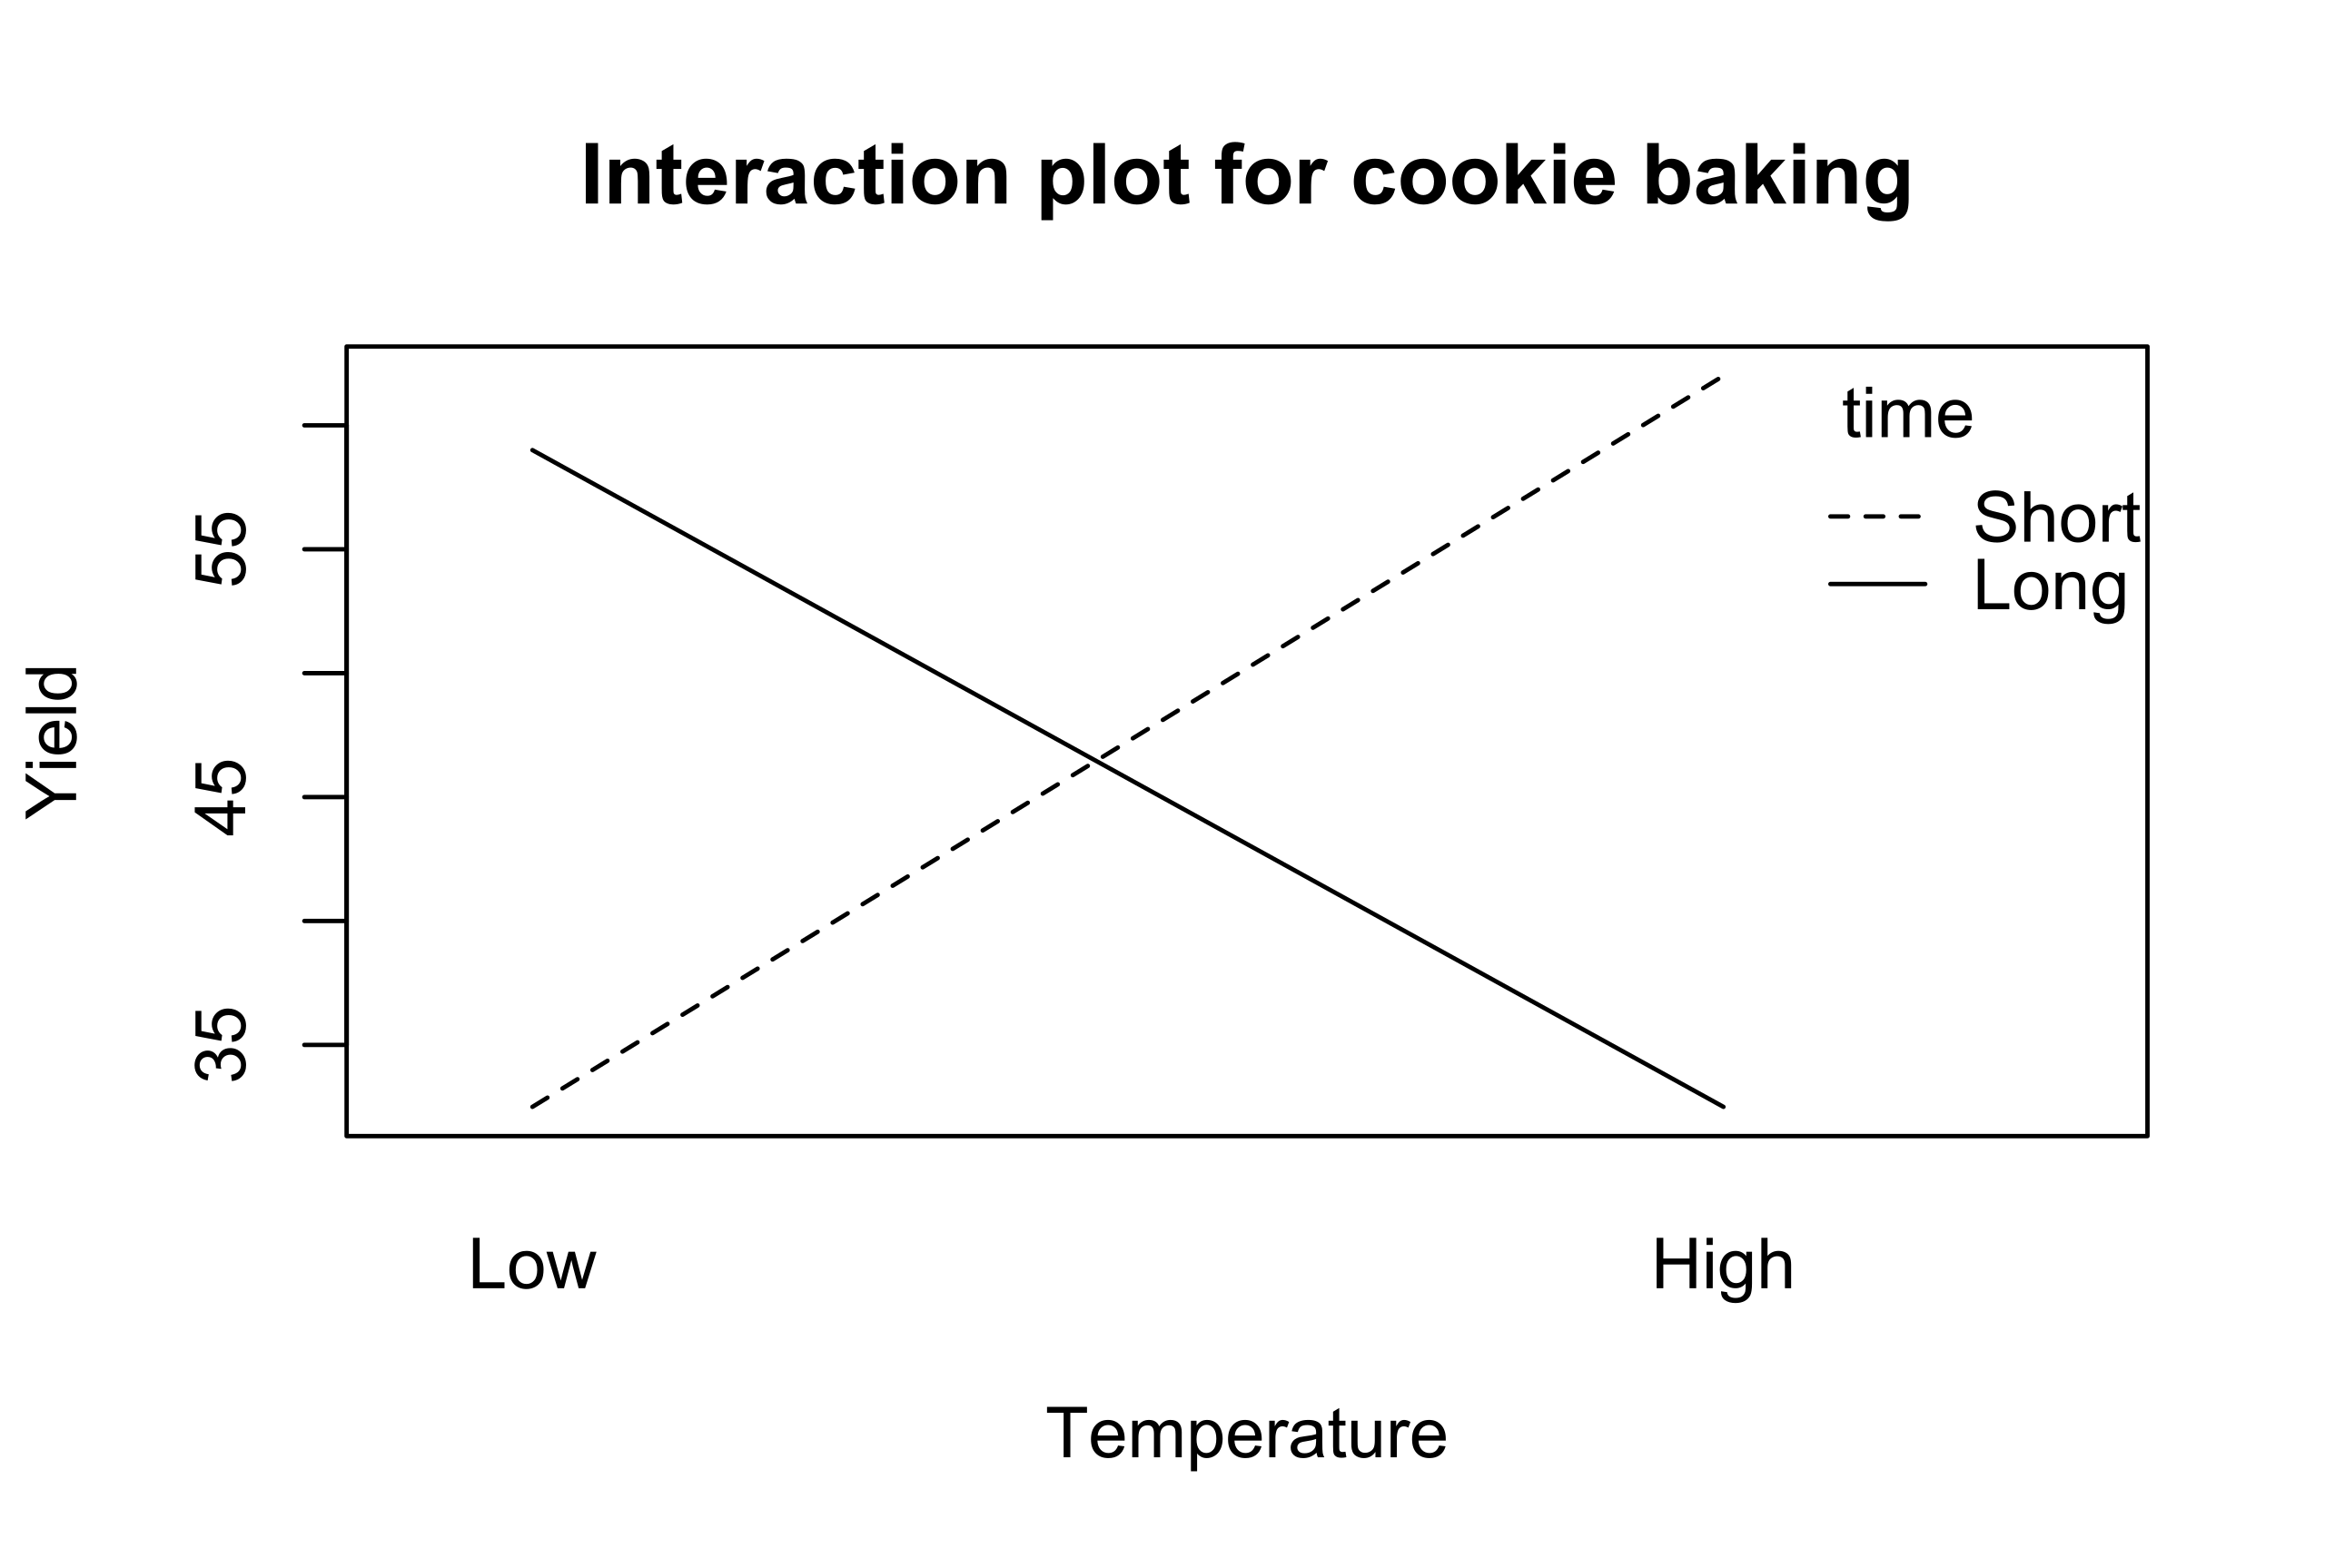 Interaction plot for cookie baking
time
Short
Long
Yield
55
45
35
Low
High
Temperature